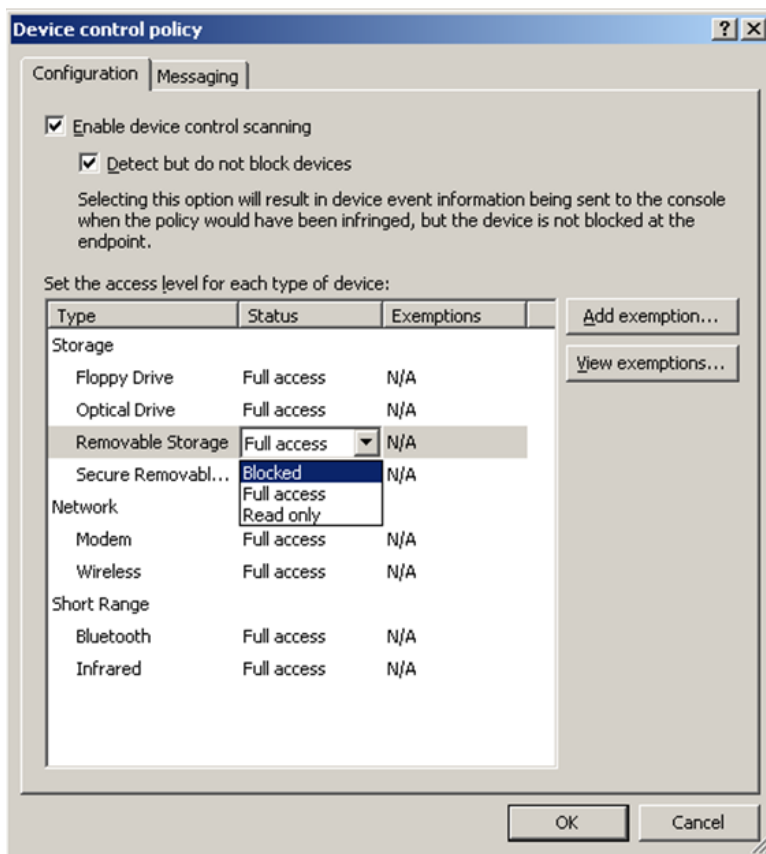 Device control policy
Configuration Messaging
Enable device control scanning
Detect but do not block devices
Selecting this option will result in device event information being sent to the console
when the policy would have been infringed, but the device is not blocked at the
endpoint.
Set the access level for each type of device:
Type Status Exemptions
Add exemption...
Storage
View exemptions...
Floppy Drive Full access N/A
Optical Drive Full access N/A
Removable Storage Full access N/A
Secure Removabl... Blocked N/A
Full access
Network
Read only
Modem Full access N/A
Wireless Full access N/A
Short Range
Bluetooth Full access N/A
Infrared Full access N/A
OK Cancel